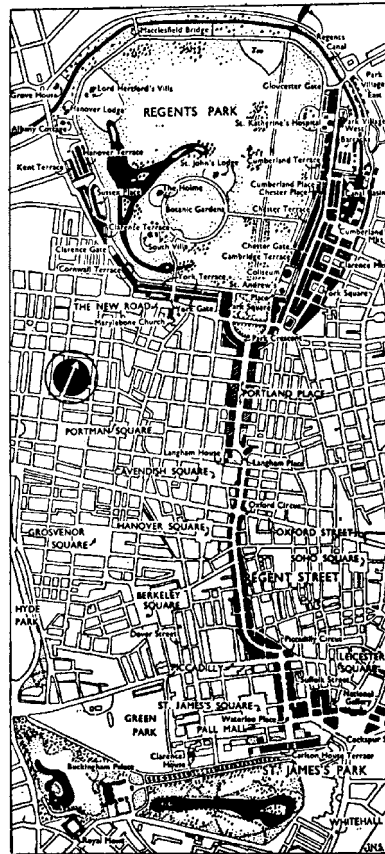 Macclesfield Bridge
Regents
Canal
Zoo
Park
Village
East
Gloucester Gate
Grove House
Lord Hertford's Villa
Hanover Lodge
REGENTS PARK
St. Katherine's Hospital
Park Village
West
Albany Cottage
Hanover Terrace
St. John's Lodge
Cumberland Terrace
Kent Terrace
Sussex Place
The Holme
Cumberland Place
Chester Place
Botanic Gardens
Chester Terrace
Cumberland
Mkt.
Clarence Terrace
South Villa
Chester Gate
Clarence Gate
Cambridge Terrace
Cornwall Terrace
Coliseum
York Terrace
St. Andrew's
Place
York Square
THE NEW ROAD
York Gate
Park Square
Marylebone Church
Park Crescent
PORTLAND PLACE
PORTMAN SQUARE
Langham House
Langham Place
CAVENDISH SQUARE
Oxford Circus
HANOVER SQUARE
OXFORD STREET
GROSVENOR
SQUARE
SOHO SQUARE
REGENT STREET
HYDE
PARK
BERKELEY
SQUARE
Dover Street
Piccadilly Circus
PICCADILLY
LEICESTER
SQUARE
Suffolk Street
National
Gallery
ST. JAMES'S SQUARE
GREEN
PARK
Waterloo Place
PALL MALL
Cockspur St
Clarence
House
Carlton House Terrace
Buckingham Palace
ST. JAMES'S PARK
WHITEHALL
Royal Mews